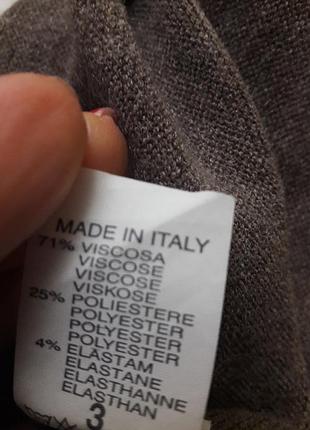 MADE IN ITALY
71% VISCOSA
VISCOSE
VISCOSE
VISKOSE
25% POLIESTERE
POLYESTER
POLYESTER
POLYESTER
4% ELASTAM
ELASTANE
ELASTHANNE
ELASTHAN
3